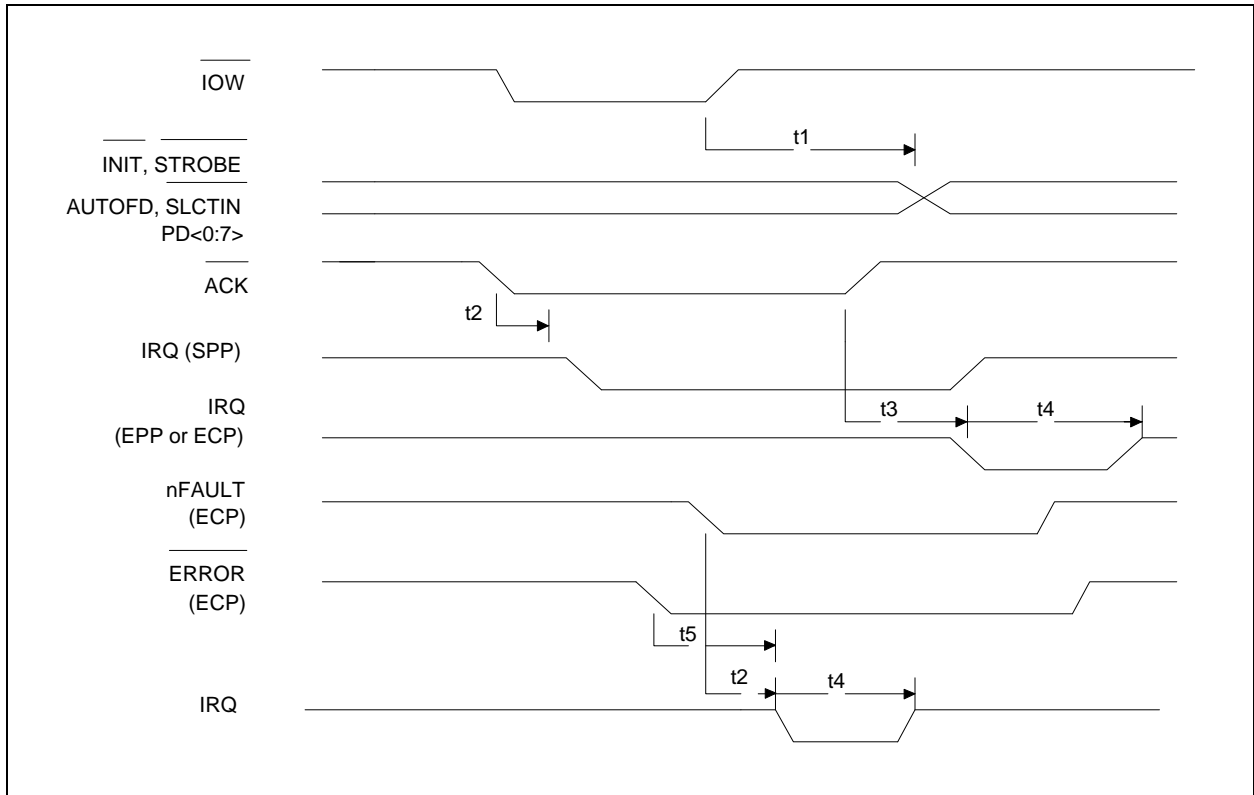 IOW
t1
INIT, STROBE
AUTOFD, SLCTIN
PD<0:7>
ACK
t2
IRQ (SPP)
IRQ
(EPP or ECP)
t3
t4
nFAULT
(ECP)
ERROR
(ECP)
t5
t2
t4
IRQ